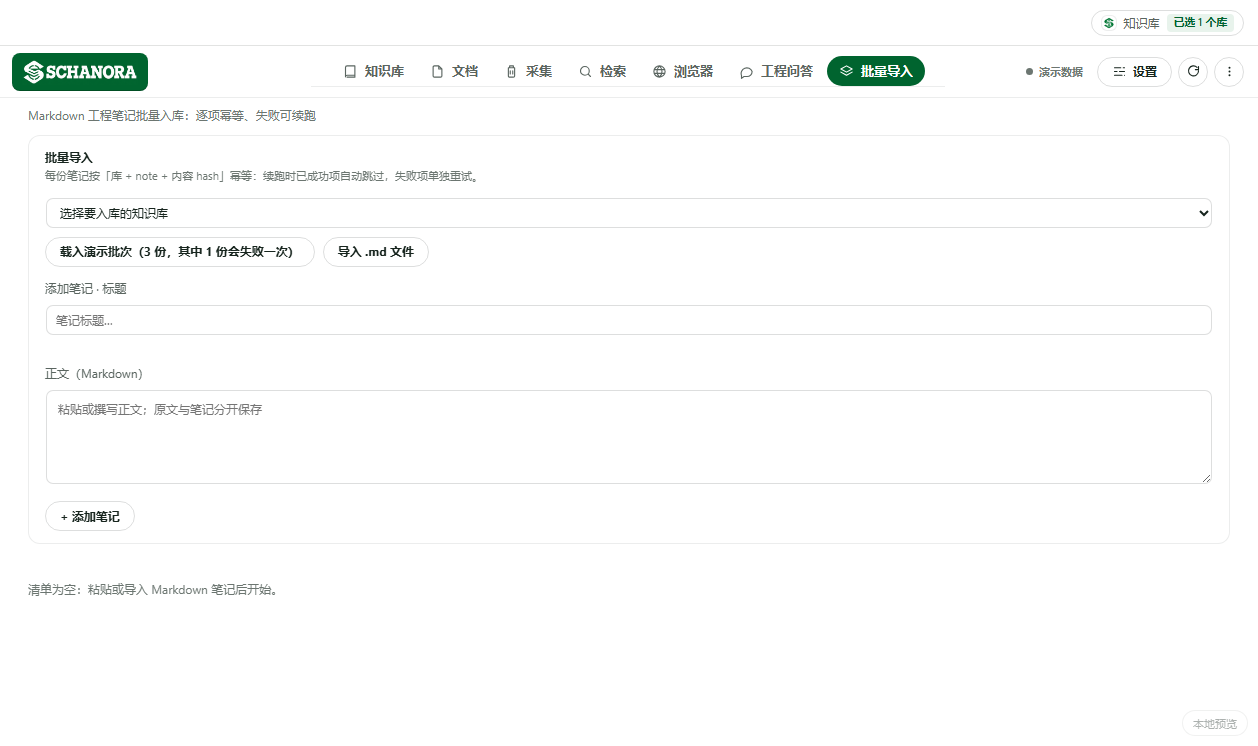 知识库 已选 1 个库
SCHANORA 知识库 文档 采集 检索 浏览器 工程问答 批量导入 演示数据 设置
Markdown 工程笔记批量入库：逐项幂等、失败可续跑
批量导入
每份笔记按「库 + note + 内容 hash」幂等：续跑时已成功项自动跳过，失败项单独重试。
选择要入库的知识库
载入演示批次（3 份，其中 1 份会失败一次） 导入 .md 文件
添加笔记 · 标题
笔记标题...
正文（Markdown）
粘贴或撰写正文；原文与笔记分开保存
+ 添加笔记
清单为空：粘贴或导入 Markdown 笔记后开始。
本地预览